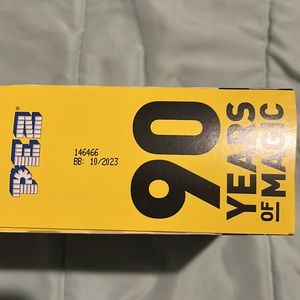 PEZ
146466
BB: 10/2023
90
YEARS
OF MAGIC